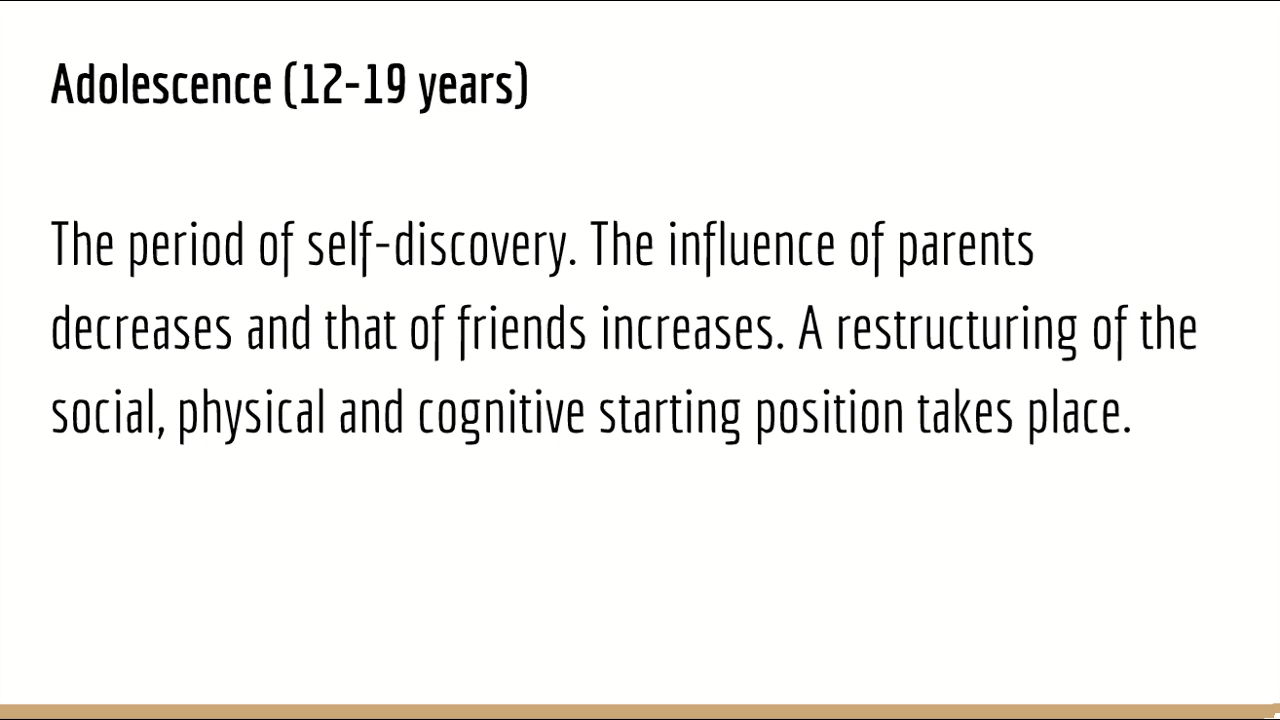 Adolescence (12-19 years)
The period of self-discovery. The influence of parents
decreases and that of friends increases. A restructuring of the
social, physical and cognitive starting position takes place.